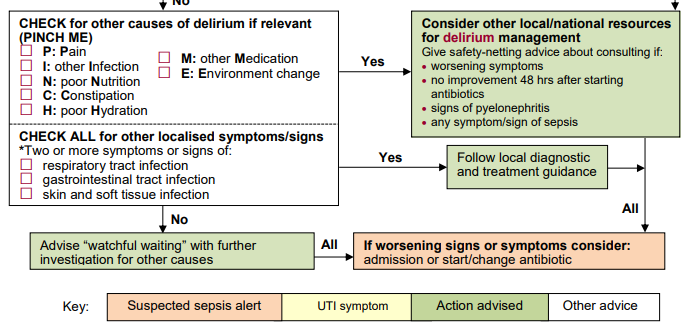 No
CHECK for other causes of delirium if relevant
(PINCH ME)
P: Pain
I: other Infection
N: poor Nutrition
C: Constipation
H: poor Hydration
M: other Medication
E: Environment change
Yes
Consider other local/national resources
for delirium management
Give safety-netting advice about consulting if:
• worsening symptoms
• no improvement 48 hrs after starting
antibiotics
• signs of pyelonephritis
• any symptom/sign of sepsis
CHECK ALL for other localised symptoms/signs
*Two or more symptoms or signs of:
respiratory tract infection
gastrointestinal tract infection
skin and soft tissue infection
Yes
Follow local diagnostic
and treatment guidance
All
No
Advise “watchful waiting” with further
investigation for other causes
All
If worsening signs or symptoms consider:
admission or start/change antibiotic
Key:
Suspected sepsis alert
UTI symptom
Action advised
Other advice